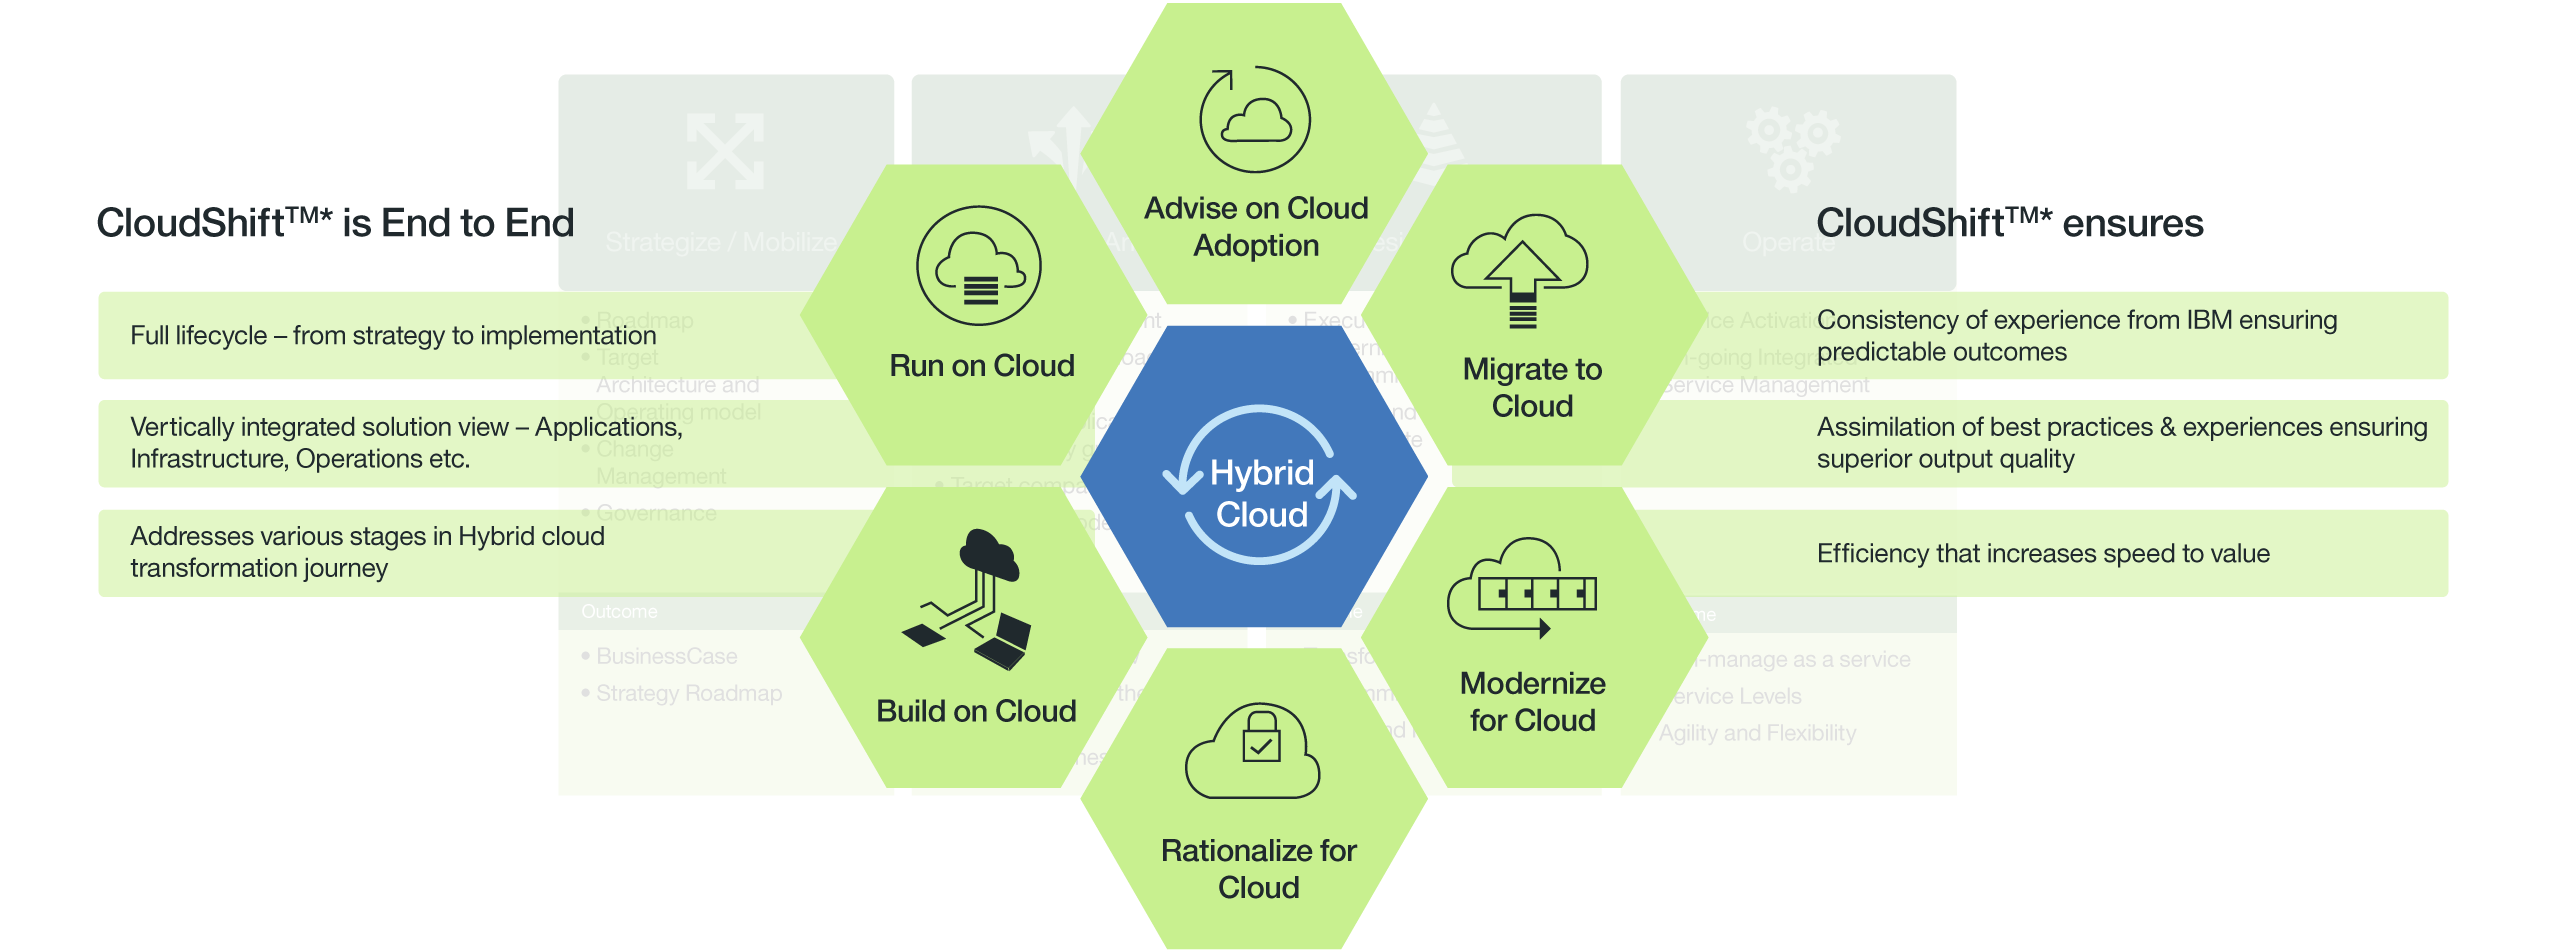 CloudShift™* is End to End
Full lifecycle – from strategy to implementation
Vertically integrated solution view – Applications,
Infrastructure, Operations etc.
Addresses various stages in Hybrid cloud
transformation journey
Advise on Cloud
Adoption
Run on Cloud
Migrate to
Cloud
Hybrid
Cloud
Build on Cloud
Modernize
for Cloud
Rationalize for
Cloud
CloudShift™* ensures
Consistency of experience from IBM ensuring
predictable outcomes
Assimilation of best practices & experiences ensuring
superior output quality
Efficiency that increases speed to value
Strategize / Mobilize
• Roadmap
• Target
Architecture and
Operating model
• Change
Management
• Governance
Outcome
• BusinessCase
• Strategy Roadmap
• Target
Operate
Service Management
-manage as a service
Levels
Agility and Flexibility